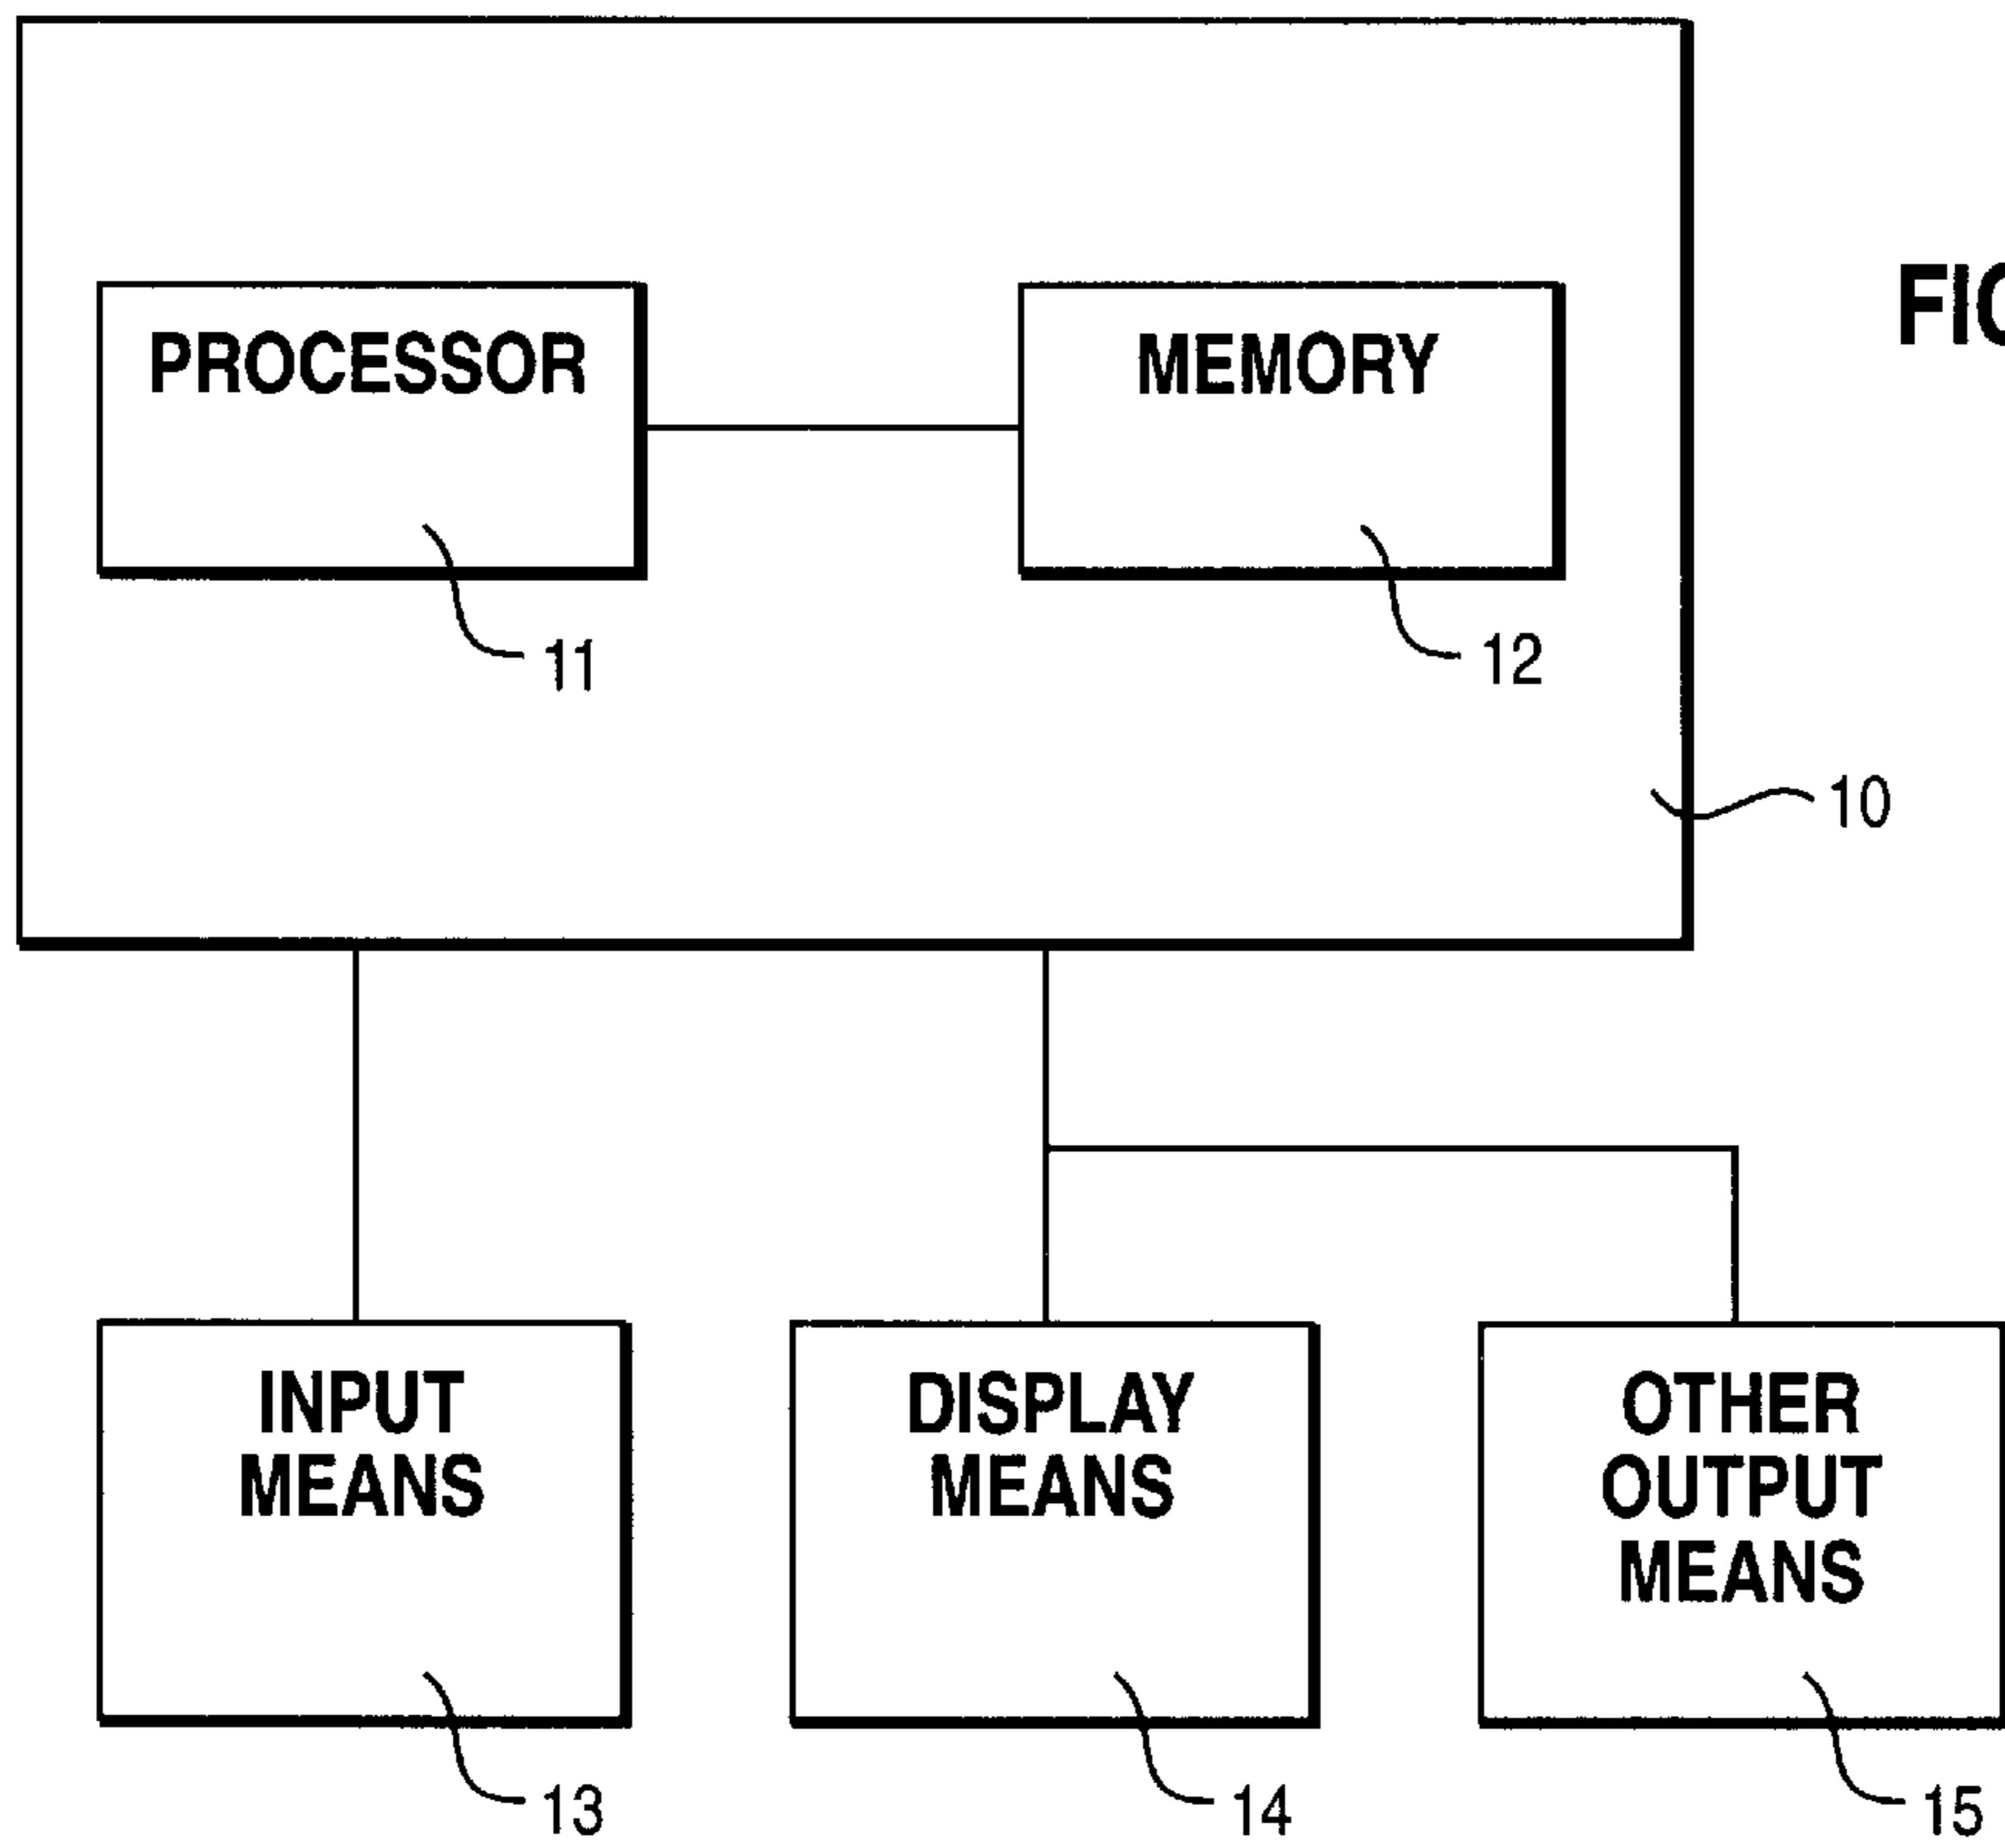 PROCESSOR
MEMORY
11
12
10
INPUT
MEANS
DISPLAY
MEANS
OTHER
OUTPUT
MEANS
13
14
15